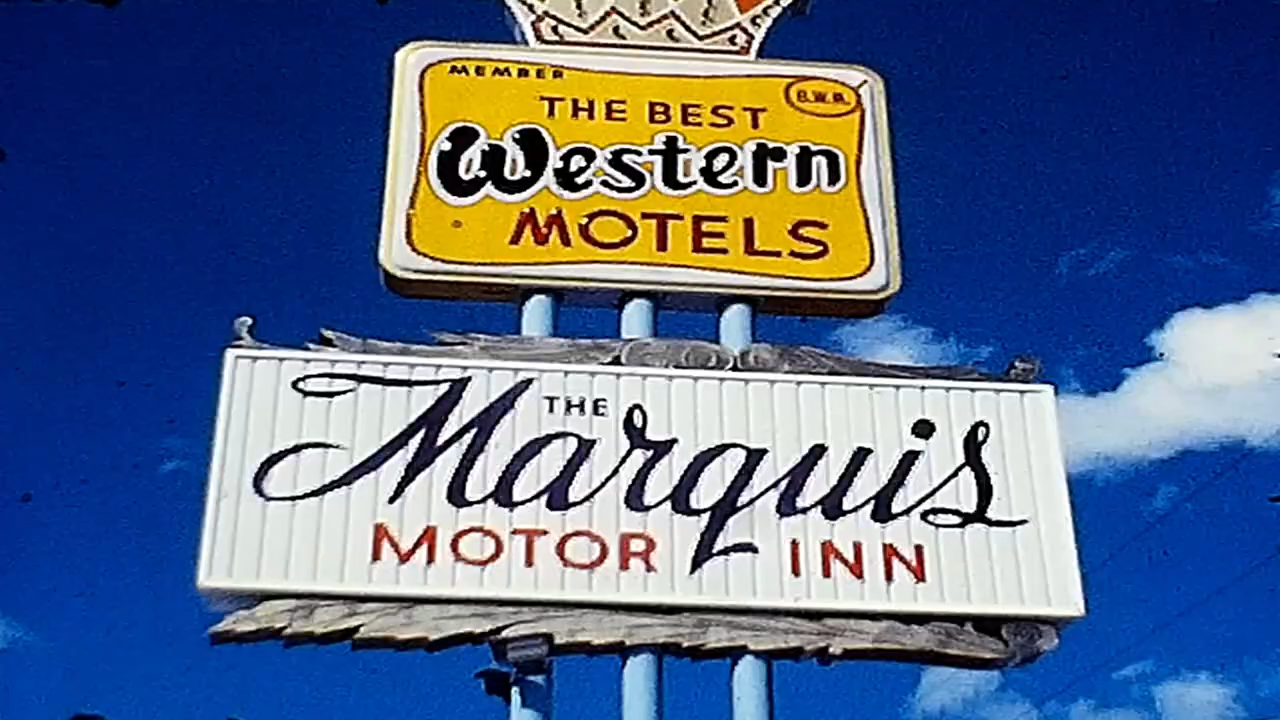 MEMBER
B.W.M.
THE BEST
Western
MOTELS
THE
Marquis
MOTOR INN